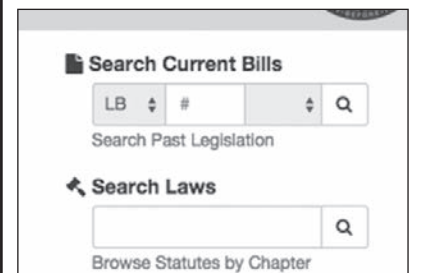 Search Current Bills
LB #
Search Past Legislation
Search Laws
Browse Statutes by Chapter